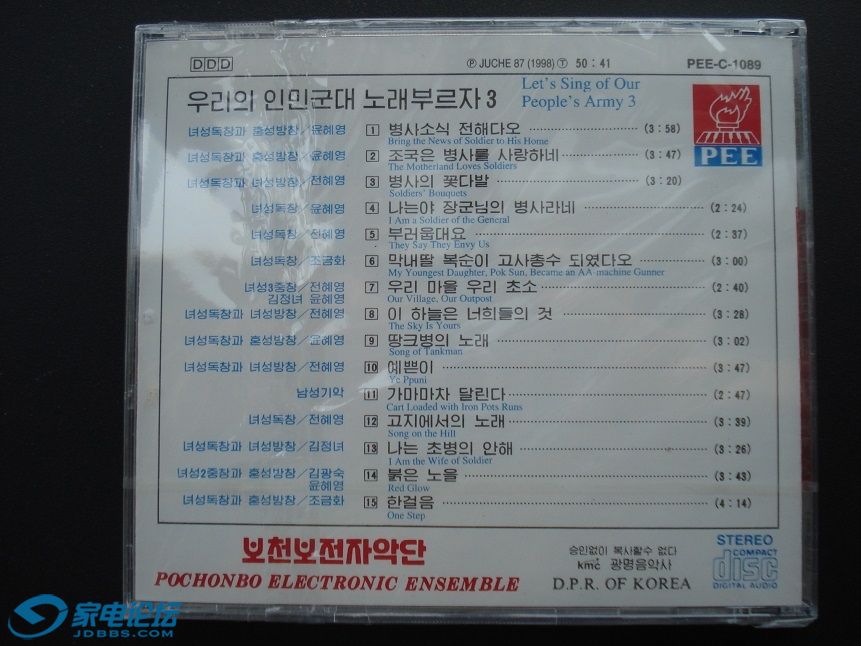 DDD
Ⓟ JUCHE 87 (1998) Ⓣ 50 : 41
PEE-C-1089
우리의 인민군대 노래부르자 3
Let's Sing of Our
People's Army 3
PEE
녀성독창과 혼성방창/윤혜영 1 병사소식 전해다오 (3 : 58)
Bring the News of Soldier to His Home
녀성독창과 혼성방창/윤혜영 2 조국은 병사를 사랑하네 (3 : 47)
The Motherland Loves Soldiers
녀성독창과 녀성방창/전혜영 3 병사의 꽃다발 (3 : 20)
Soldiers' Bouquets
녀성독창/윤혜영 4 나는야 장군님의 병사라네 (2 : 24)
I Am a Soldier of the General
녀성독창/전혜영 5 부러웁대요 (2 : 37)
They Say They Envy Us
녀성독창/조금화 6 막내딸 복순이 고사총수 되였다오 (3 : 00)
My Youngest Daughter, Pok Sun, Became an AA machine Gunner
녀성3중창/전혜영 7 우리 마을 우리 초소 (2 : 40)
김정녀 윤혜영 Our Village, Our Outpost
녀성독창과 녀성방창/전혜영 8 이 하늘은 너희들의 것 (3 : 28)
The Sky Is Yours
녀성독창과 혼성방창/윤혜영 9 땅크병의 노래 (3 : 02)
Song of Tankman
녀성독창과 녀성방창/전혜영 10 예쁜이 (3 : 47)
Ye Ppuni
남성기악 11 가마마차 달린다 (2 : 47)
Cart Loaded with Iron Pots Runs
녀성독창/전혜영 12 고지에서의 노래 (3 : 39)
Song on the Hill
녀성독창과 녀성방창/김정녀 13 나는 초병의 안해 (3 : 26)
I Am the Wife of Soldier
녀성2중창과 혼성방창/김광숙 14 붉은 노을 (3 : 43)
윤혜영 Red Glow
녀성독창과 혼성방창/조금화 15 한걸음 (4 : 14)
One Step
보천보전자악단
POCHONBO ELECTRONIC ENSEMBLE
승인없이 복사할수 없다
kmc 광명음악사
D.P.R. OF KOREA
STEREO
COMPACT
disc
DIGITAL AUDIO
家电论坛
JDBBS.COM